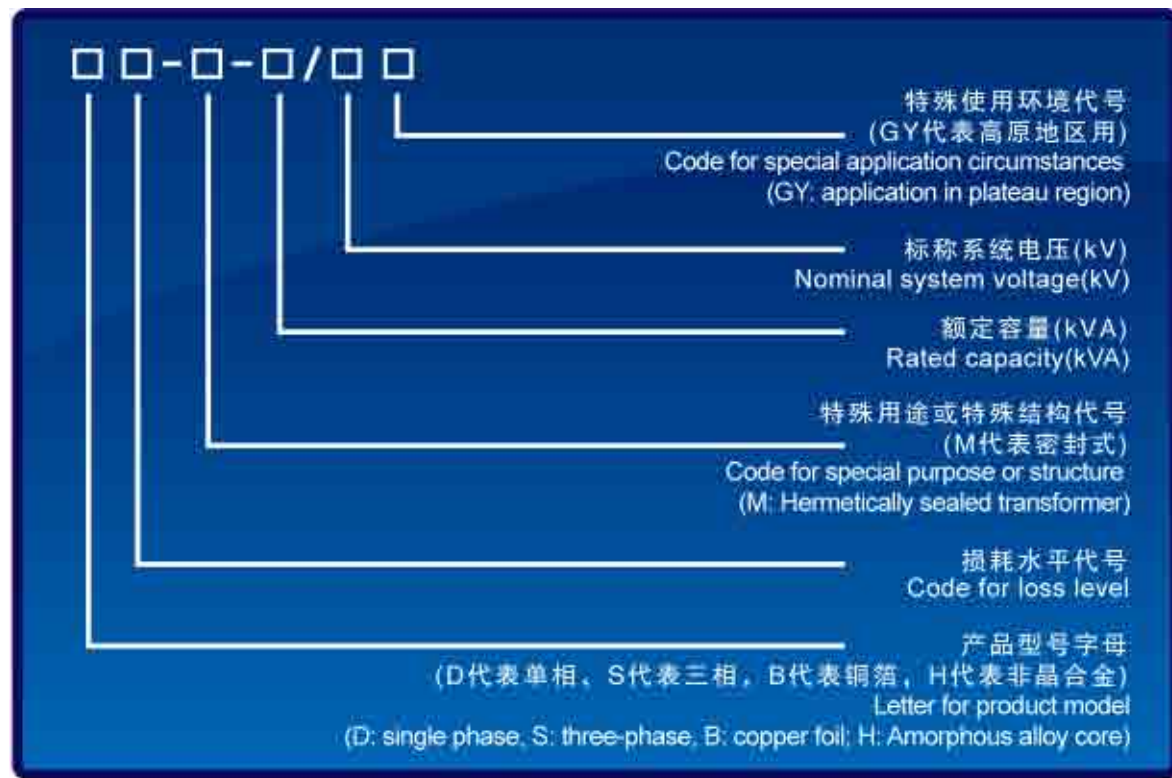 □□-□-□/□□
特殊使用环境代号
(GY代表高原地区用)
Code for special application circumstances
(GY: application in plateau region)
标称系统电压(kV)
Nominal system voltage(kV)
额定容量(kVA)
Rated capacity(kVA)
特殊用途或特殊结构代号
(M代表密封式)
Code for special purpose or structure
(M: Hermetically sealed transformer)
损耗水平代号
Code for loss level
产品型号字母
(D代表单相、S代表三相，B代表铜箔，H代表非晶合金)
Letter for product model
(D: single phase, S: three-phase, B: copper foil; H: Amorphous alloy core)